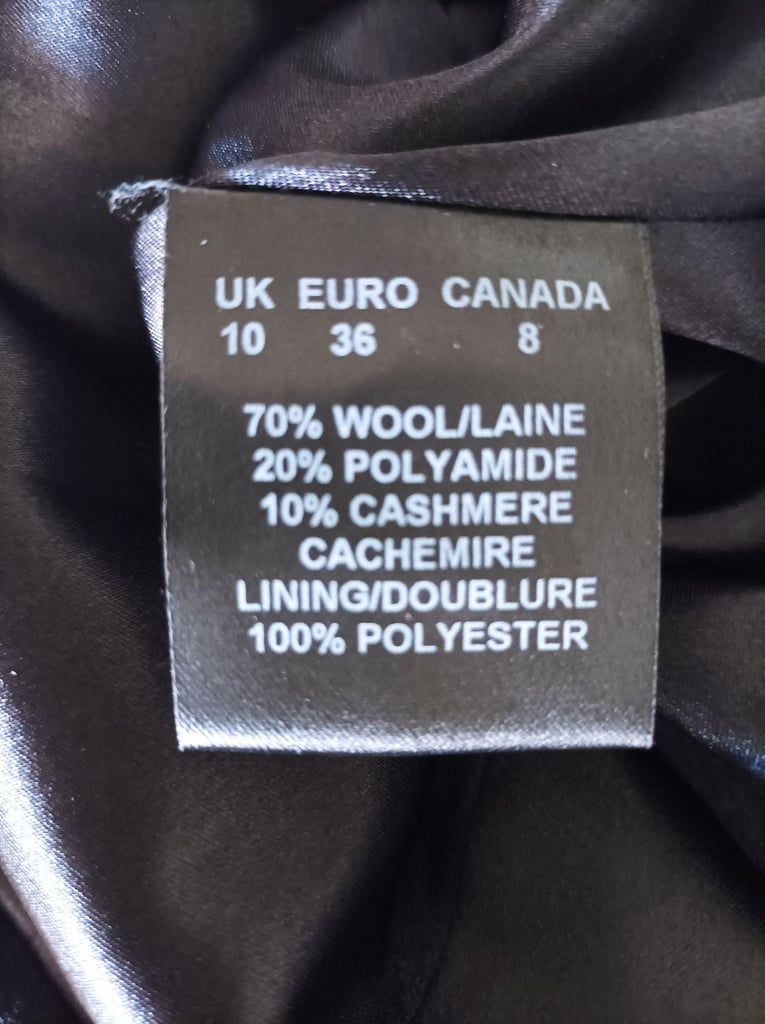 UK EURO CANADA
10 36 8
70% WOOL/LAINE
20% POLYAMIDE
10% CASHMERE
CACHEMIRE
LINING/DOUBLURE
100% POLYESTER